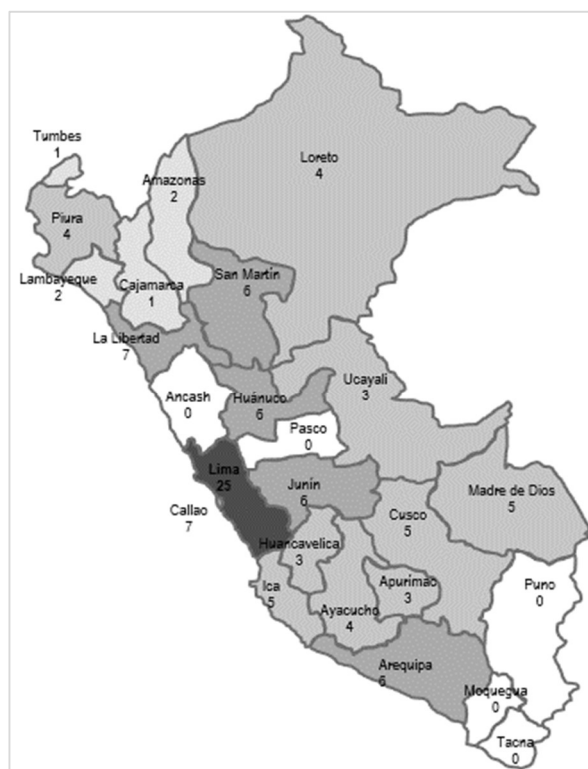 Tumbes
1
Amazonas
2
Loreto
4
Piura
4
Lambayeque
2
Cajamarca
1
San Martín
6
La Libertad
7
Ancash
0
Huánuco
6
Ucayali
3
Pasco
0
Lima
25
Callao
7
Junín
6
Madre de Dios
5
Cusco
5
Huancavelica
3
Ica
5
Ayacucho
4
Apurímac
3
Puno
0
Arequipa
6
Moquegua
0
Tacna
0